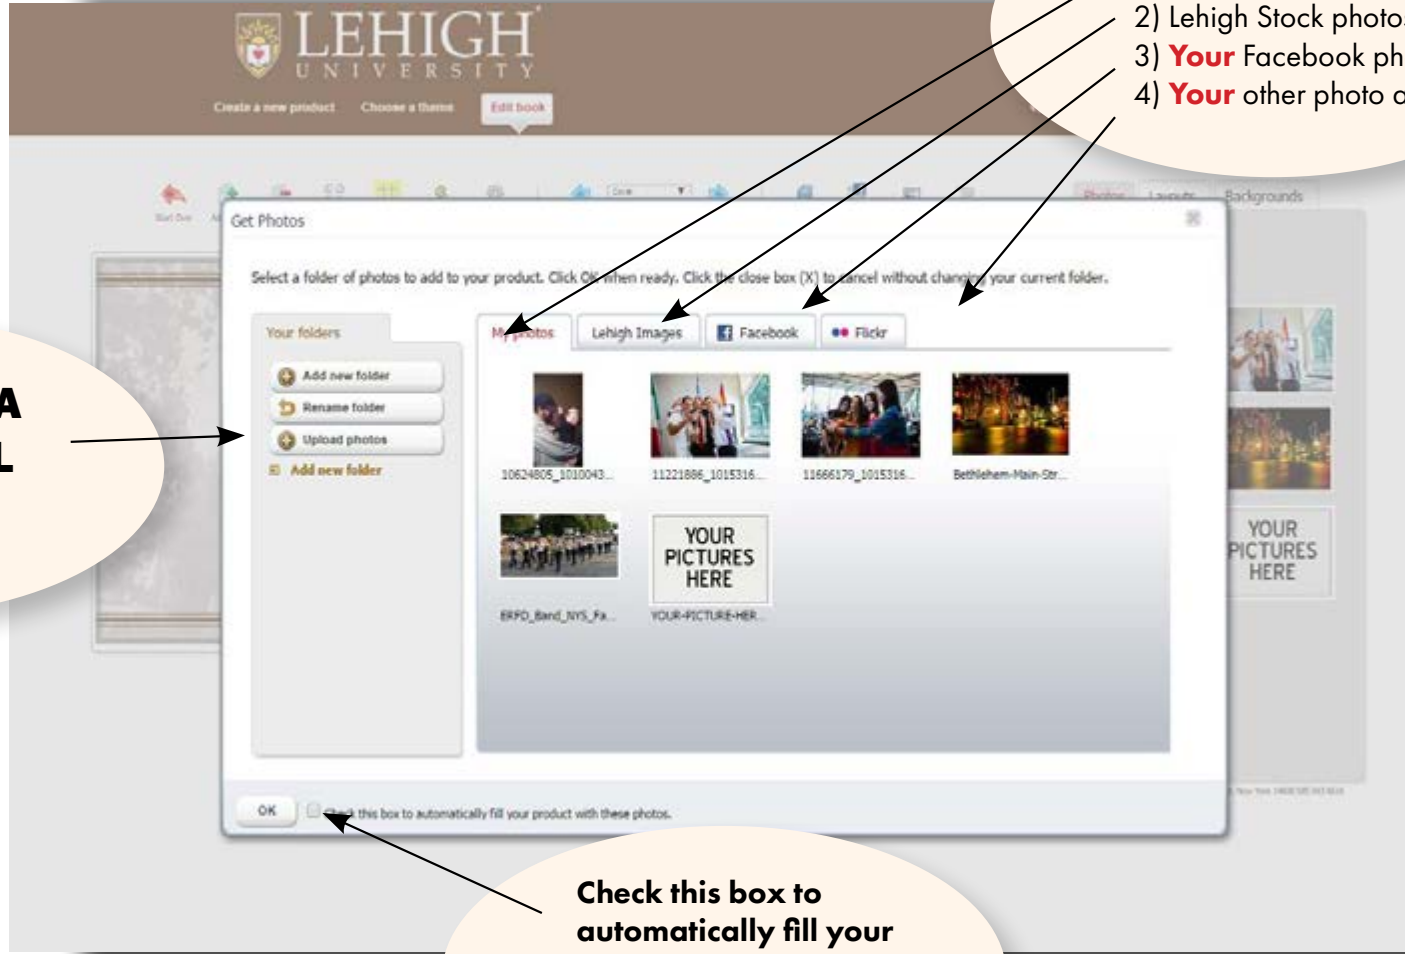 2) Lehigh Stock photos
3) Your Facebook ph
4) Your other photo a
LEHIGH
UNIVERSITY
Create a new product Choose a theme Edit book
Photos Layouts Backgrounds
Get Photos
Select a folder of photos to add to your product. Click OK when ready. Click the close box (X) to cancel without changing your current folder.
Your folders
Add new folder
Rename folder
Upload photos
Add new folder
My photos Lehigh Images Facebook Flickr
10624805_1010043...
11221886_1015316...
11666179_1015316...
Bethlehem-Main-Str...
YOUR
PICTURES
HERE
ERFD_Band_NYS_Fa...
YOUR-PICTURE-HER...
A
L
YOUR
PICTURES
HERE
OK Check this box to automatically fill your product with these photos.
Check this box to
automatically fill your